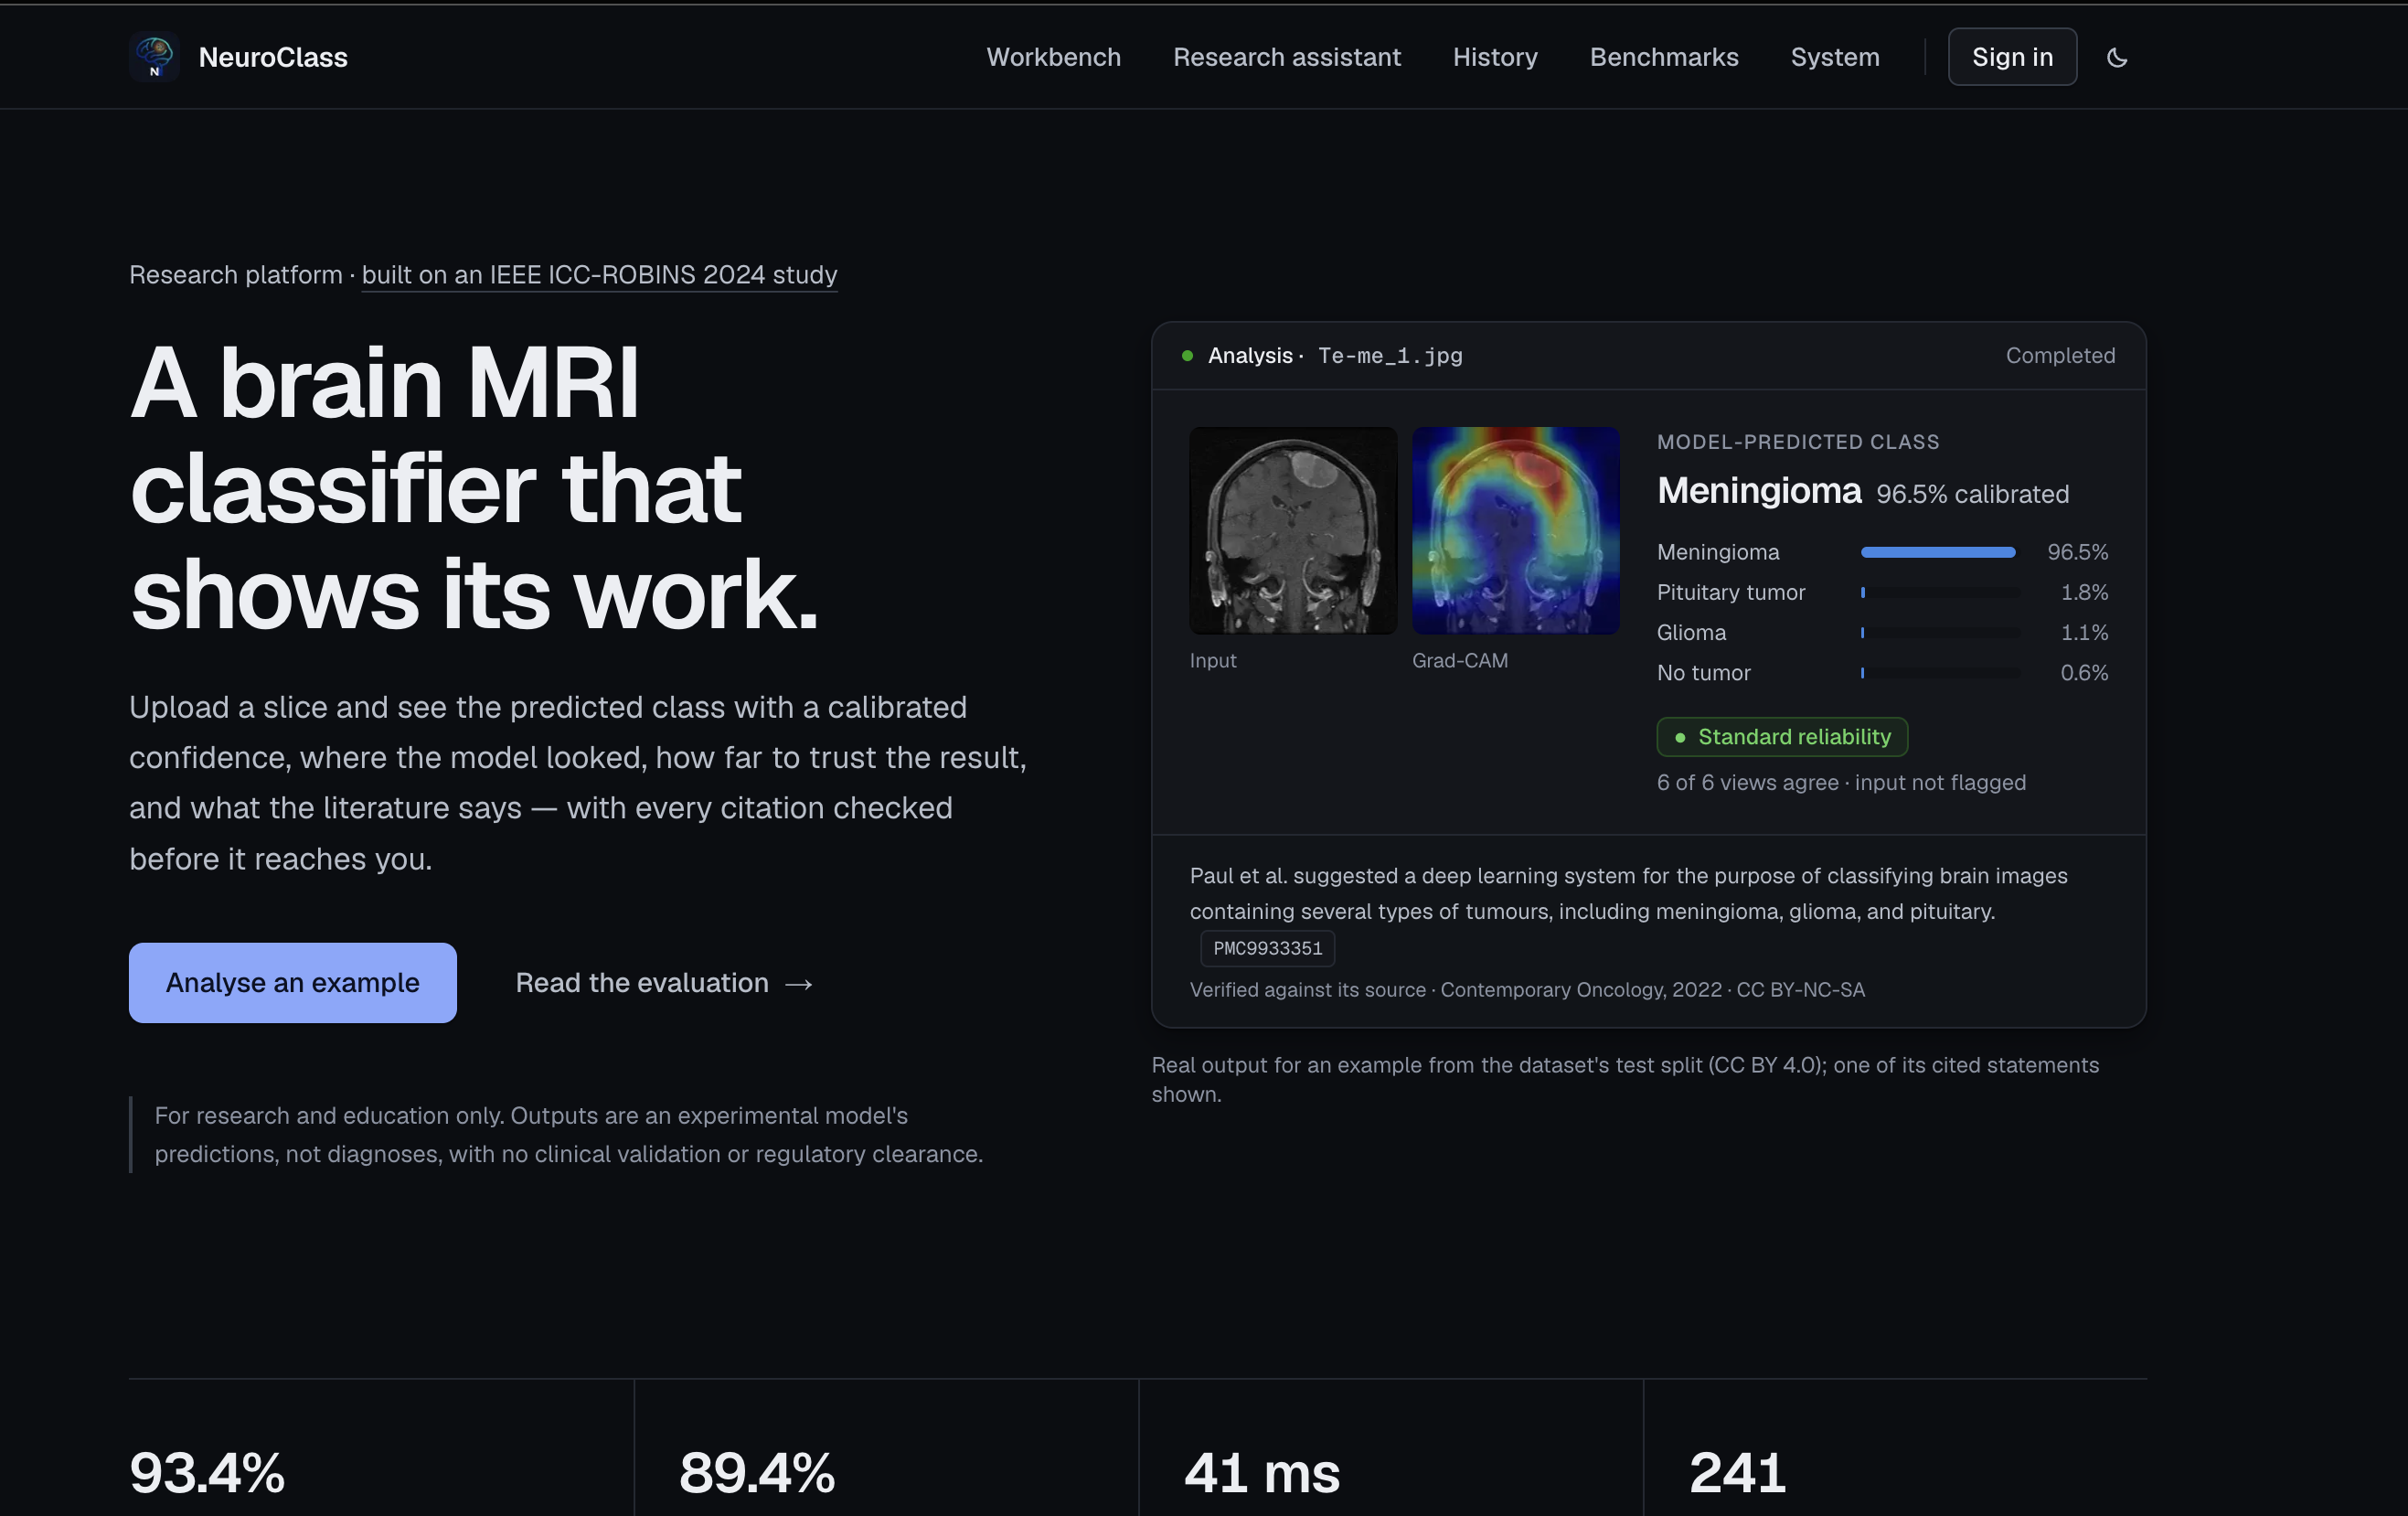 N
NeuroClass
Workbench
Research assistant
History
Benchmarks
System
Sign in
Research platform · built on an IEEE ICC-ROBINS 2024 study
A brain MRI
classifier that
shows its work.
Upload a slice and see the predicted class with a calibrated
confidence, where the model looked, how far to trust the result,
and what the literature says — with every citation checked
before it reaches you.
Analyse an example
Read the evaluation →
For research and education only. Outputs are an experimental model's
predictions, not diagnoses, with no clinical validation or regulatory clearance.
Analysis · Te-me_1.jpg
Completed
Input
Grad-CAM
MODEL-PREDICTED CLASS
Meningioma 96.5% calibrated
Meningioma 96.5%
Pituitary tumor 1.8%
Glioma 1.1%
No tumor 0.6%
Standard reliability
6 of 6 views agree · input not flagged
Paul et al. suggested a deep learning system for the purpose of classifying brain images
containing several types of tumours, including meningioma, glioma, and pituitary.
PMC9933351
Verified against its source · Contemporary Oncology, 2022 · CC BY-NC-SA
Real output for an example from the dataset's test split (CC BY 4.0); one of its cited statements
shown.
93.4%
89.4%
41 ms
241